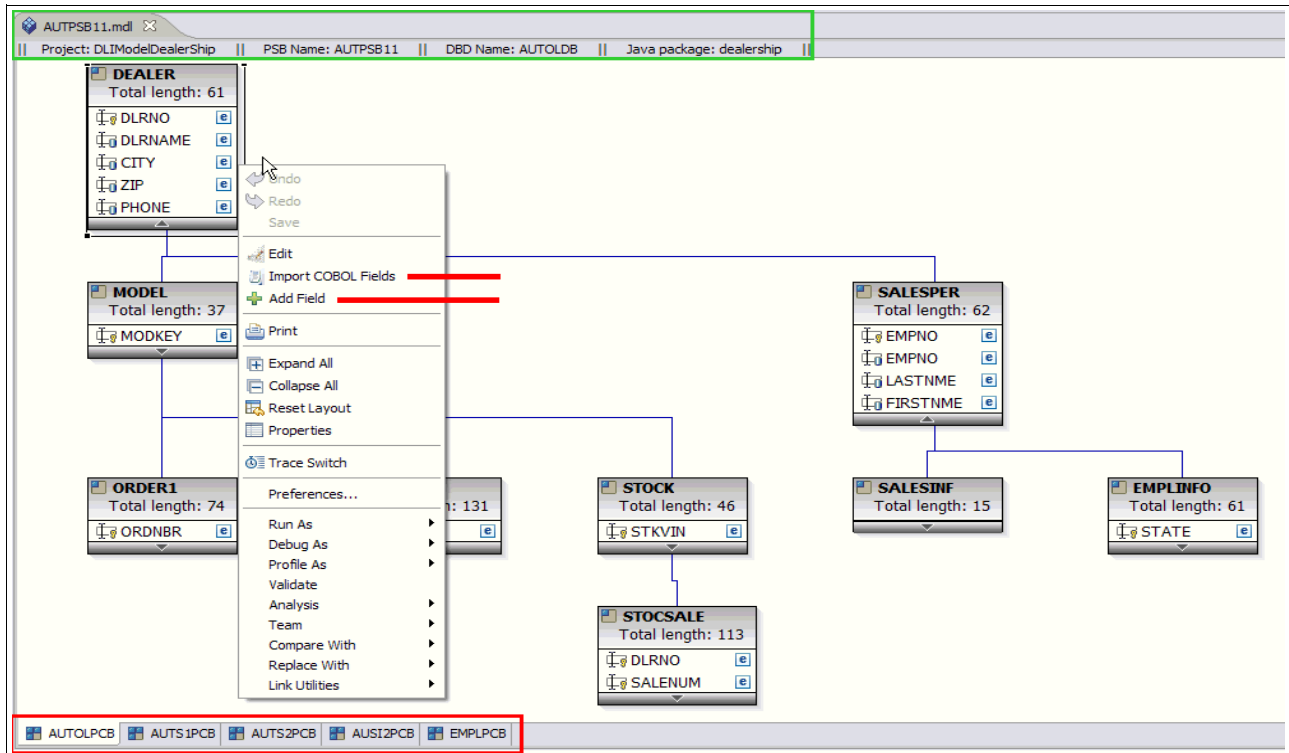 AUTPSB11.mdl
Project: DLIModelDealerShip || PSB Name: AUTPSB11 || DBD Name: AUTOLDB || Java package: dealership
DEALER
Total length: 61
DLRNO
DLRNAME
CITY
ZIP
PHONE
Undo
Redo
Save
Edit
Import COBOL Fields
Add Field
Print
Expand All
Collapse All
Reset Layout
Properties
Trace Switch
Preferences...
Run As
Debug As
Profile As
Validate
Analysis
Team
Compare With
Replace With
Link Utilities
MODEL
Total length: 37
MODKEY
SALESPER
Total length: 62
EMPNO
EMPNO
LASTNME
FIRSTNME
ORDER1
Total length: 74
ORDNBR
: 131
STOCK
Total length: 46
STKVIN
SALESINF
Total length: 15
EMPLINFO
Total length: 61
STATE
STOCSALE
Total length: 113
DLRNO
SALENUM
AUTOLPCB AUTS1PCB AUTS2PCB AUSI2PCB EMPLPCB